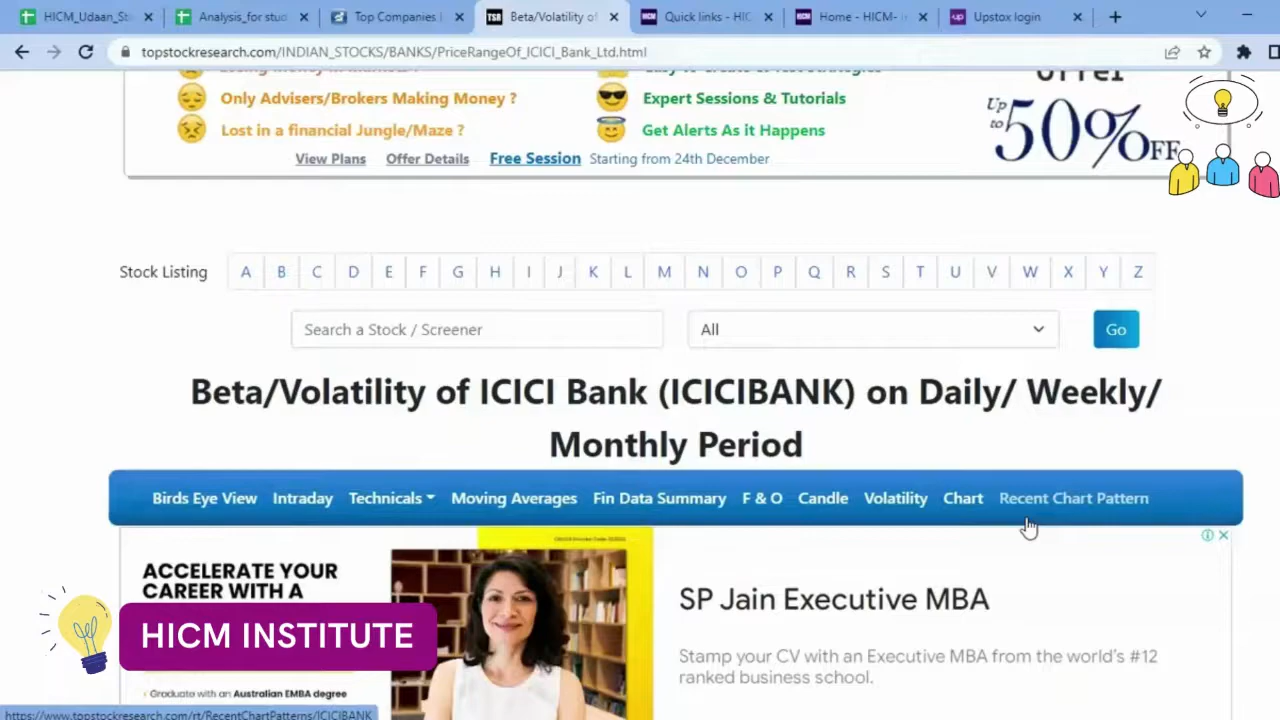 HICM_Udaan_St
Analysis_for stud
Top Companies I
TSR
Beta/Volatility of
HICM
Quick links - HIC
HICM
Home - HICM- I
up
Upstox login
topstockresearch.com/INDIAN_STOCKS/BANKS/PriceRangeOf_ICICI_Bank_Ltd.html
Only Advisers/Brokers Making Money ?
Expert Sessions & Tutorials
Lost in a financial Jungle/Maze ?
Get Alerts As it Happens
Offer
Up to 50% OFF
View Plans Offer Details Free Session Starting from 24th December
Stock Listing A B C D E F G H I J K L M N O P Q R S T U V W X Y Z
Search a Stock / Screener
All
Go
Beta/Volatility of ICICI Bank (ICICIBANK) on Daily/ Weekly/
Monthly Period
Birds Eye View Intraday Technicals Moving Averages Fin Data Summary F & O Candle Volatility Chart Recent Chart Pattern
ACCELERATE YOUR
CAREER WITH A
SP Jain Executive MBA
HICM INSTITUTE
Stamp your CV with an Executive MBA from the world's #12
ranked business school.
Graduate with an Australian EMBA degree
https://www.topstockresearch.com/rt/RecentChartPatterns/ICICIBANK